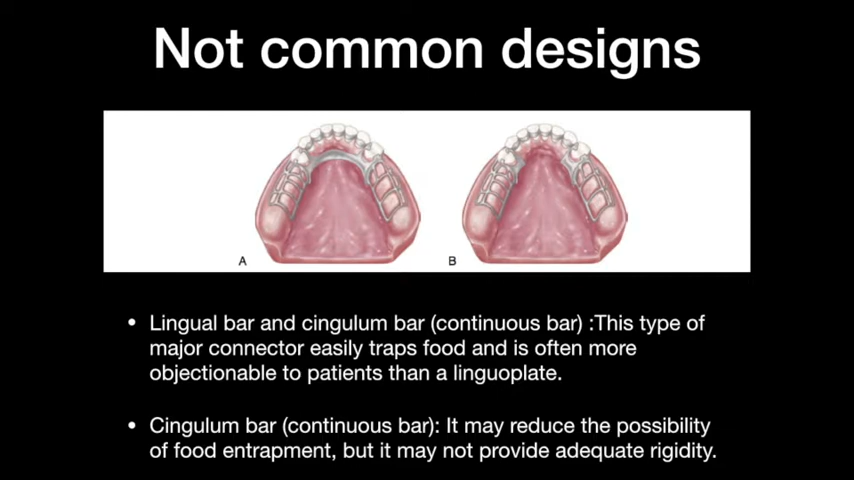 Not common designs
A
B
• Lingual bar and cingulum bar (continuous bar) :This type of
major connector easily traps food and is often more
objectionable to patients than a linguoplate.
• Cingulum bar (continuous bar): It may reduce the possibility
of food entrapment, but it may not provide adequate rigidity.